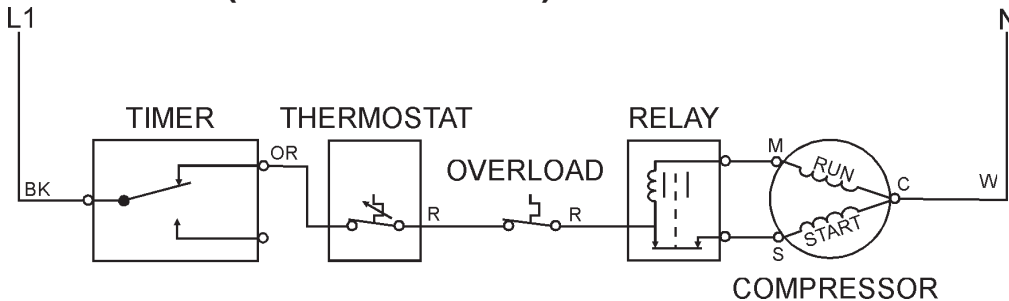 L1
N
TIMER
THERMOSTAT
RELAY
OVERLOAD
BK
OR
R
R
M
RUN
C
W
START
S
COMPRESSOR